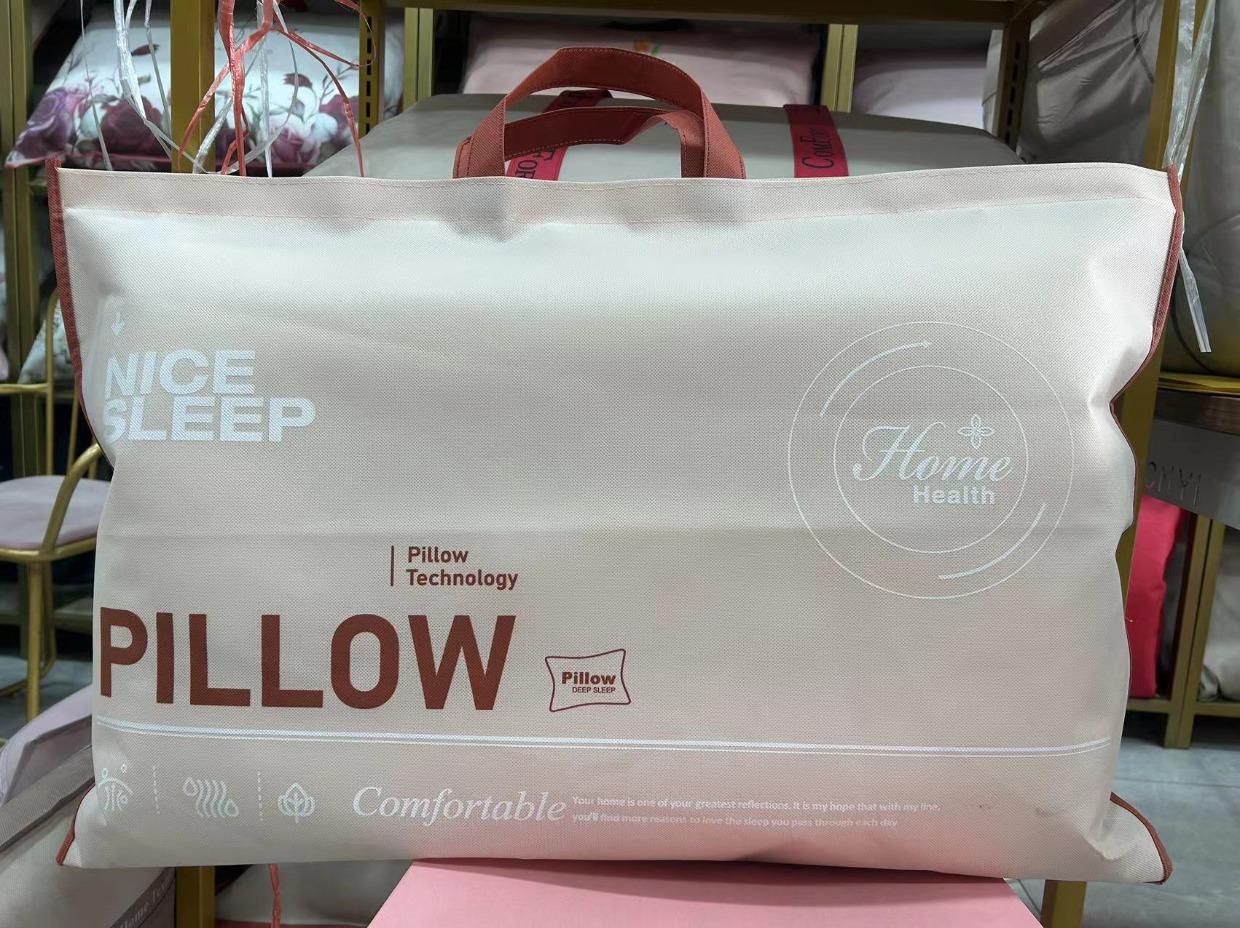 ComFor
NICE
SLEEP
Home
Health
Pillow
Technology
PILLOW
Pillow
DEEP SLEEP
Comfortable
Your home is one of your greatest reflections. It is my hope that with my line,
you'll find more reasons to love the sleep you pass through each day